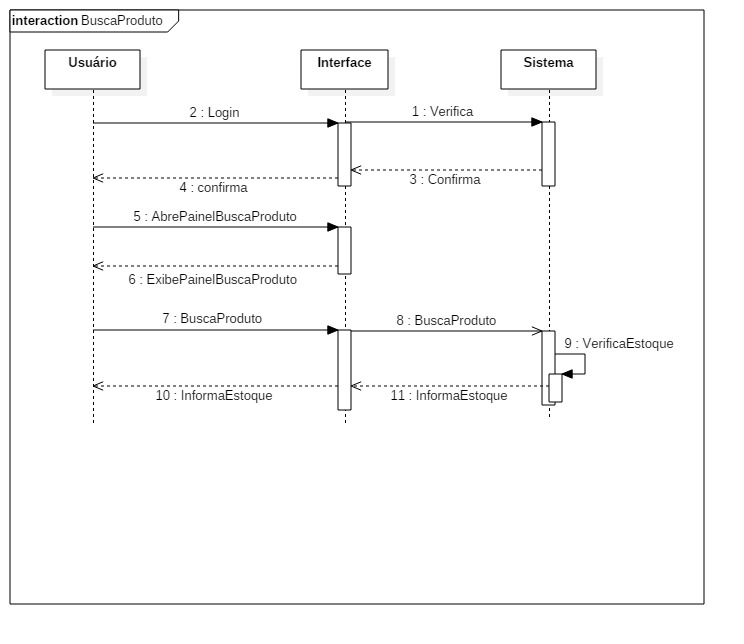 interaction BuscaProduto
Usuário
Interface
Sistema
2 : Login
1 : Verifica
3 : Confirma
4 : confirma
5 : AbrePainelBuscaProduto
6 : ExibePainelBuscaProduto
7 : BuscaProduto
8 : BuscaProduto
9 : VerificaEstoque
10 : InformaEstoque
11 : InformaEstoque